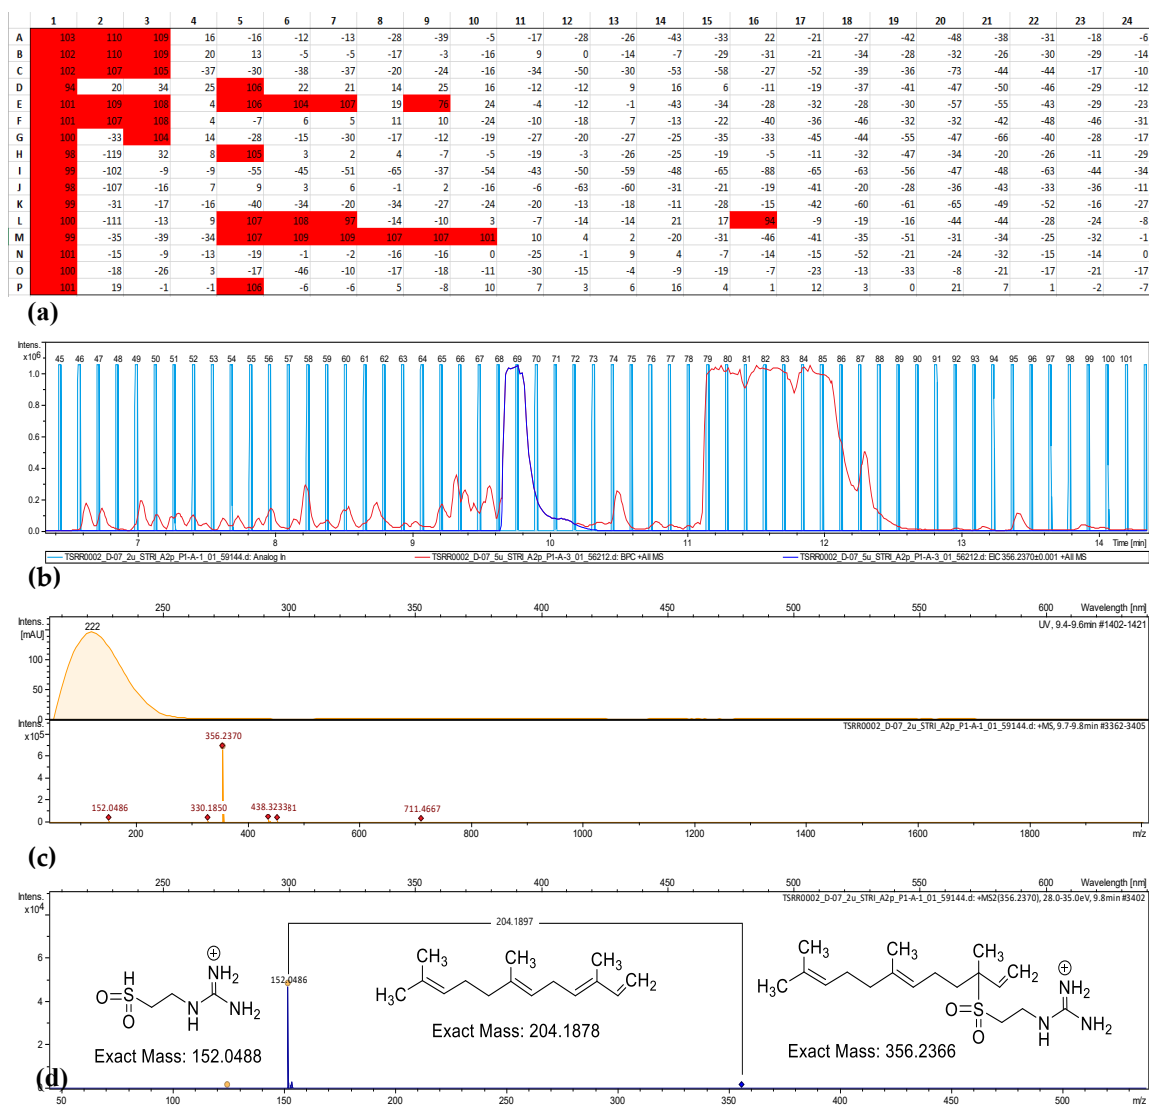 1 2 3 4 5 6 7 8 9 10 11 12 13 14 15 16 17 18 19 20 21 22 23 24
A 103 110 109 16 -16 -12 -13 -28 -39 -5 -17 -28 -26 -43 -33 22 -21 -27 -42 -48 -38 -31 -18 -6
B 102 110 109 20 13 -5 -5 -17 -3 -16 9 0 -14 -7 -29 -31 -21 -34 -28 -32 -26 -30 -29 -14
C 102 107 105 -37 -30 -38 -37 -20 -24 -16 -34 -50 -30 -53 -58 -27 -52 -39 -36 -73 -44 -44 -17 -10
D 94 20 34 25 106 22 21 14 25 16 -12 -12 9 16 6 -11 -19 -37 -41 -47 -50 -46 -29 -12
E 101 109 108 4 106 104 107 19 76 24 -4 -12 -1 -43 -34 -28 -32 -28 -30 -57 -55 -43 -29 -23
F 101 107 108 4 -7 6 5 11 10 -24 -10 -18 7 -13 -22 -40 -36 -46 -32 -32 -42 -48 -46 -31
G 100 -33 104 14 -28 -15 -30 -17 -12 -19 -27 -20 -27 -25 -35 -33 -45 -44 -55 -47 -66 -40 -28 -17
H 98 -119 32 8 105 3 2 4 -7 -5 -19 -3 -26 -25 -19 -5 -11 -32 -47 -34 -20 -26 -11 -29
I 99 -102 -9 -9 -55 -45 -51 -65 -37 -54 -43 -50 -59 -48 -65 -88 -65 -63 -56 -47 -48 -63 -44 -34
J 98 -107 -16 7 9 3 6 -1 2 -16 -6 -63 -60 -31 -21 -19 -41 -20 -28 -36 -43 -33 -36 -11
K 99 -31 -17 -16 -40 -34 -20 -34 -27 -24 -20 -13 -18 -11 -28 -15 -42 -60 -61 -65 -49 -52 -16 -27
L 100 -111 -13 9 107 108 97 -14 -10 3 -7 -14 -14 21 17 94 -9 -19 -16 -44 -44 -28 -24 -8
M 99 -35 -39 -34 107 109 109 107 107 101 10 4 2 -20 -31 -46 -41 -35 -51 -31 -34 -25 -32 -1
N 101 -15 -9 -13 -19 -1 -2 -16 -16 0 -25 -1 9 4 -7 -14 -15 -52 -21 -24 -32 -15 -14 0
O 100 -18 -26 3 -17 -46 -10 -17 -18 -11 -30 -15 -4 -9 -19 -7 -23 -13 -33 -8 -21 -17 -21 -17
P 101 19 -1 -1 106 -6 -6 5 -8 10 7 3 6 16 4 1 12 3 0 21 7 1 -2 -7
(a)
Intens.
x10⁶
45 46 47 48 49 50 51 52 53 54 55 56 57 58 59 60 61 62 63 64 65 66 67 68 69 70 71 72 73 74 75 76 77 78 79 80 81 82 83 84 85 86 87 88 89 90 91 92 93 94 95 96 97 98 99 100 101
1.0
0.8
0.6
0.4
0.2
0.0
7 8 9 10 11 12 13 14 Time [min]
TSRR0002_D-07_2u_STRI_A2p_P1-A-1_01_59144.d: Analog In TSRR0002_D-07_5u_STRI_A2p_P1-A-3_01_56212.d: BPC +All MS TSRR0002_D-07_5u_STRI_A2p_P1-A-3_01_56212.d: EIC 356.2370±0.001 +All MS
(b)
250 300 350 400 450 500 550 600 Wavelength [nm]
Intens.
[mAU]
222
UV, 9.4-9.6min #1402-1421
100
50
0
Intens.
x10⁵
TSRR0002_D-07_2u_STRI_A2p_P1-A-1_01_59144.d: +MS, 9.7-9.8min #3362-3405
356.2370
6
4
2
0
152.0486 330.1850 438.3233 711.4667
200 400 600 800 1000 1200 1400 1600 1800 m/z
(c)
250 300 350 400 450 500 550 600 Wavelength [nm]
Intens.
x10⁴
TSRR0002_D-07_2u_STRI_A2p_P1-A-1_01_59144.d: +MS2(356.2370), 28.0-35.0eV, 9.8min #3402
204.1897
6
4
2
0
152.0486
H O S O NH₂ N H NH₂
Exact Mass: 152.0488
CH₃ H₃C CH₃ CH₃ CH₂
Exact Mass: 204.1878
CH₃ H₃C CH₃ CH₃ CH₂ O S O N H NH₂ NH₂
Exact Mass: 356.2366
(d)
50 100 150 200 250 300 350 400 450 500 m/z